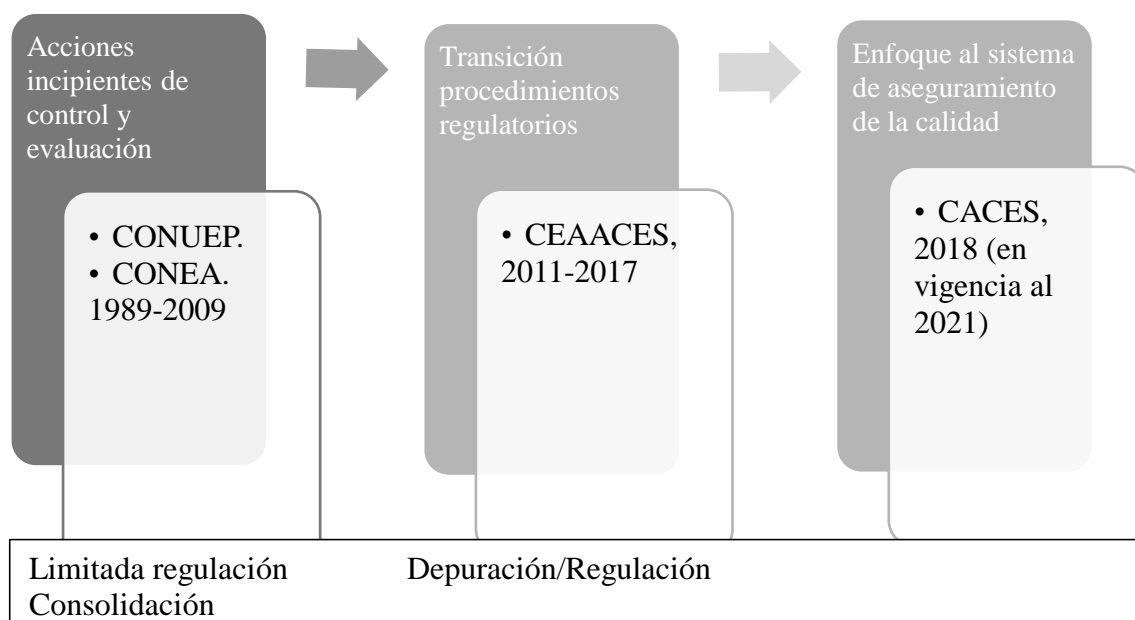 Acciones
incipientes de
control y
evaluación
• CONUEP.
• CONEA.
1989-2009
Transición
procedimientos
regulatorios
• CEAACES,
2011-2017
Enfoque al sistema
de aseguramiento
de la calidad
• CACES,
2018 (en
vigencia al
2021)
Limitada regulación Depuración/Regulación
Consolidación